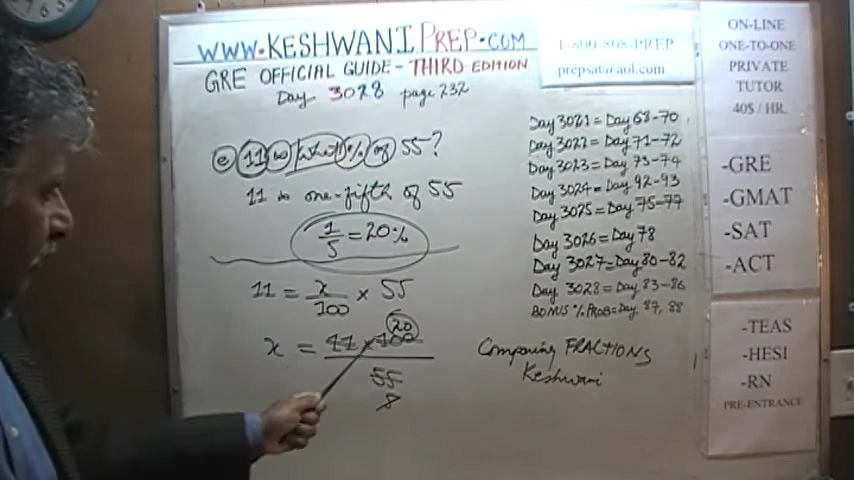 WWW.KESHWANIPREP.COM
GRE OFFICIAL GUIDE - THIRD EDITION
Day 3028 page 232
1-800-808-PREP
prepsat@aol.com
e 11 is What % of 55?
11 is one-fifth of 55
1/5 = 20%
11 = x/100 × 55
x = 11 × 100 / 55
20
Day 3021 = Day 68-70
Day 3022 = Day 71-72
Day 3023 = Day 73-74
Day 3024 = Day 92-93
Day 3025 = Day 75-77
Day 3026 = Day 78
Day 3027 = Day 80-82
Day 3028 = Day 83-86
BONUS % PROB = Day 87, 88
Comparing FRACTIONS
Keshwani
ON-LINE
ONE-TO-ONE
PRIVATE
TUTOR
40$ / HR.
-GRE
-GMAT
-SAT
-ACT
-TEAS
-HESI
-RN
PRE-ENTRANCE